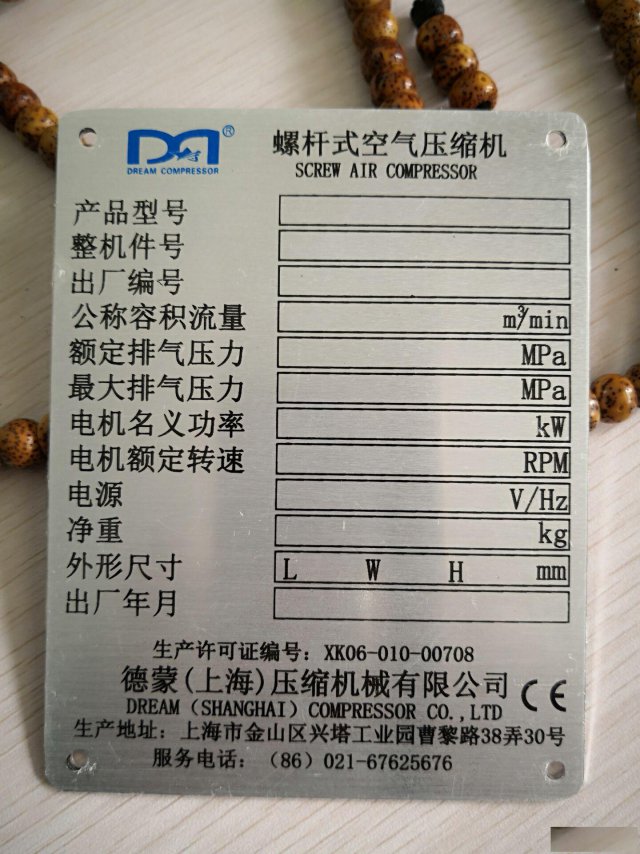 DM®
DREAM COMPRESSOR
螺杆式空气压缩机
SCREW AIR COMPRESSOR
产品型号
整机件号
出厂编号
公称容积流量 m³/min
额定排气压力 MPa
最大排气压力 MPa
电机名义功率 kW
电机额定转速 RPM
电源 V/Hz
净重 kg
外形尺寸 L W H mm
出厂年月
生产许可证编号：XK06-010-00708
德蒙(上海)压缩机械有限公司 CE
DREAM (SHANGHAI) COMPRESSOR CO.,LTD
生产地址：上海市金山区兴塔工业园曹黎路38弄30号
服务电话：(86) 021-67625676